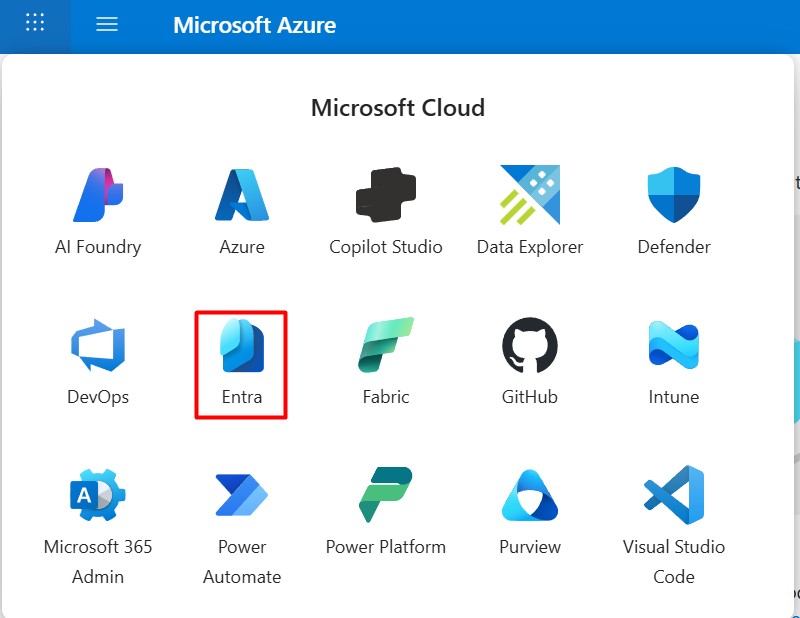 Microsoft Azure
Microsoft Cloud
AI Foundry
Azure
Copilot Studio
Data Explorer
Defender
DevOps
Entra
Fabric
GitHub
Intune
A
Microsoft 365
Admin
Power
Automate
Power Platform
Purview
Visual Studio
Code